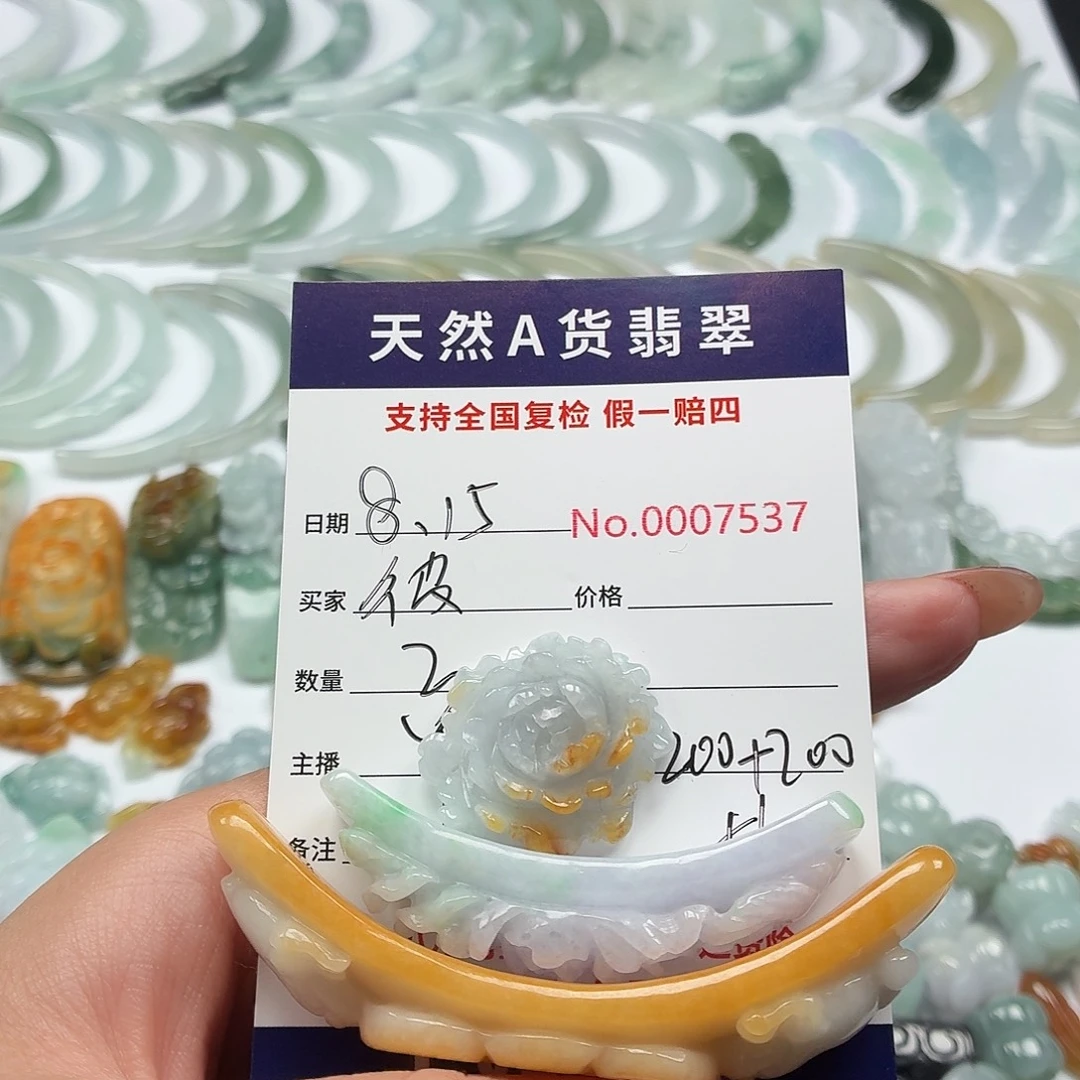 天然A货翡翠
支持全国复检 假一赔四
日期 8.15 No.0007537
买家 彼 价格
数量 2
主播 200+200
备注